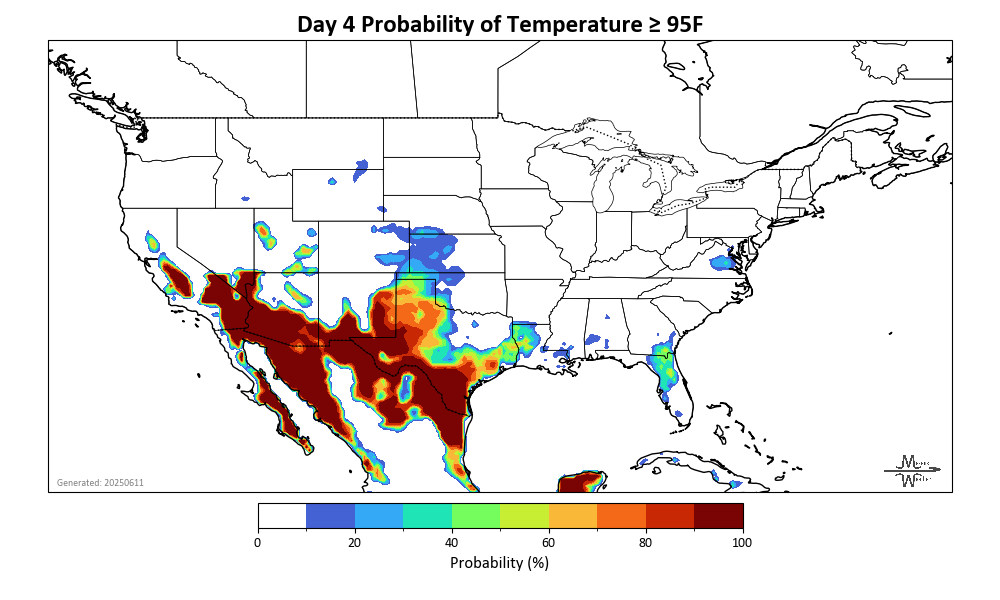 Day 4 Probability of Temperature ≥ 95F
Generated: 20250611
0 20 40 60 80 100
Probability (%)